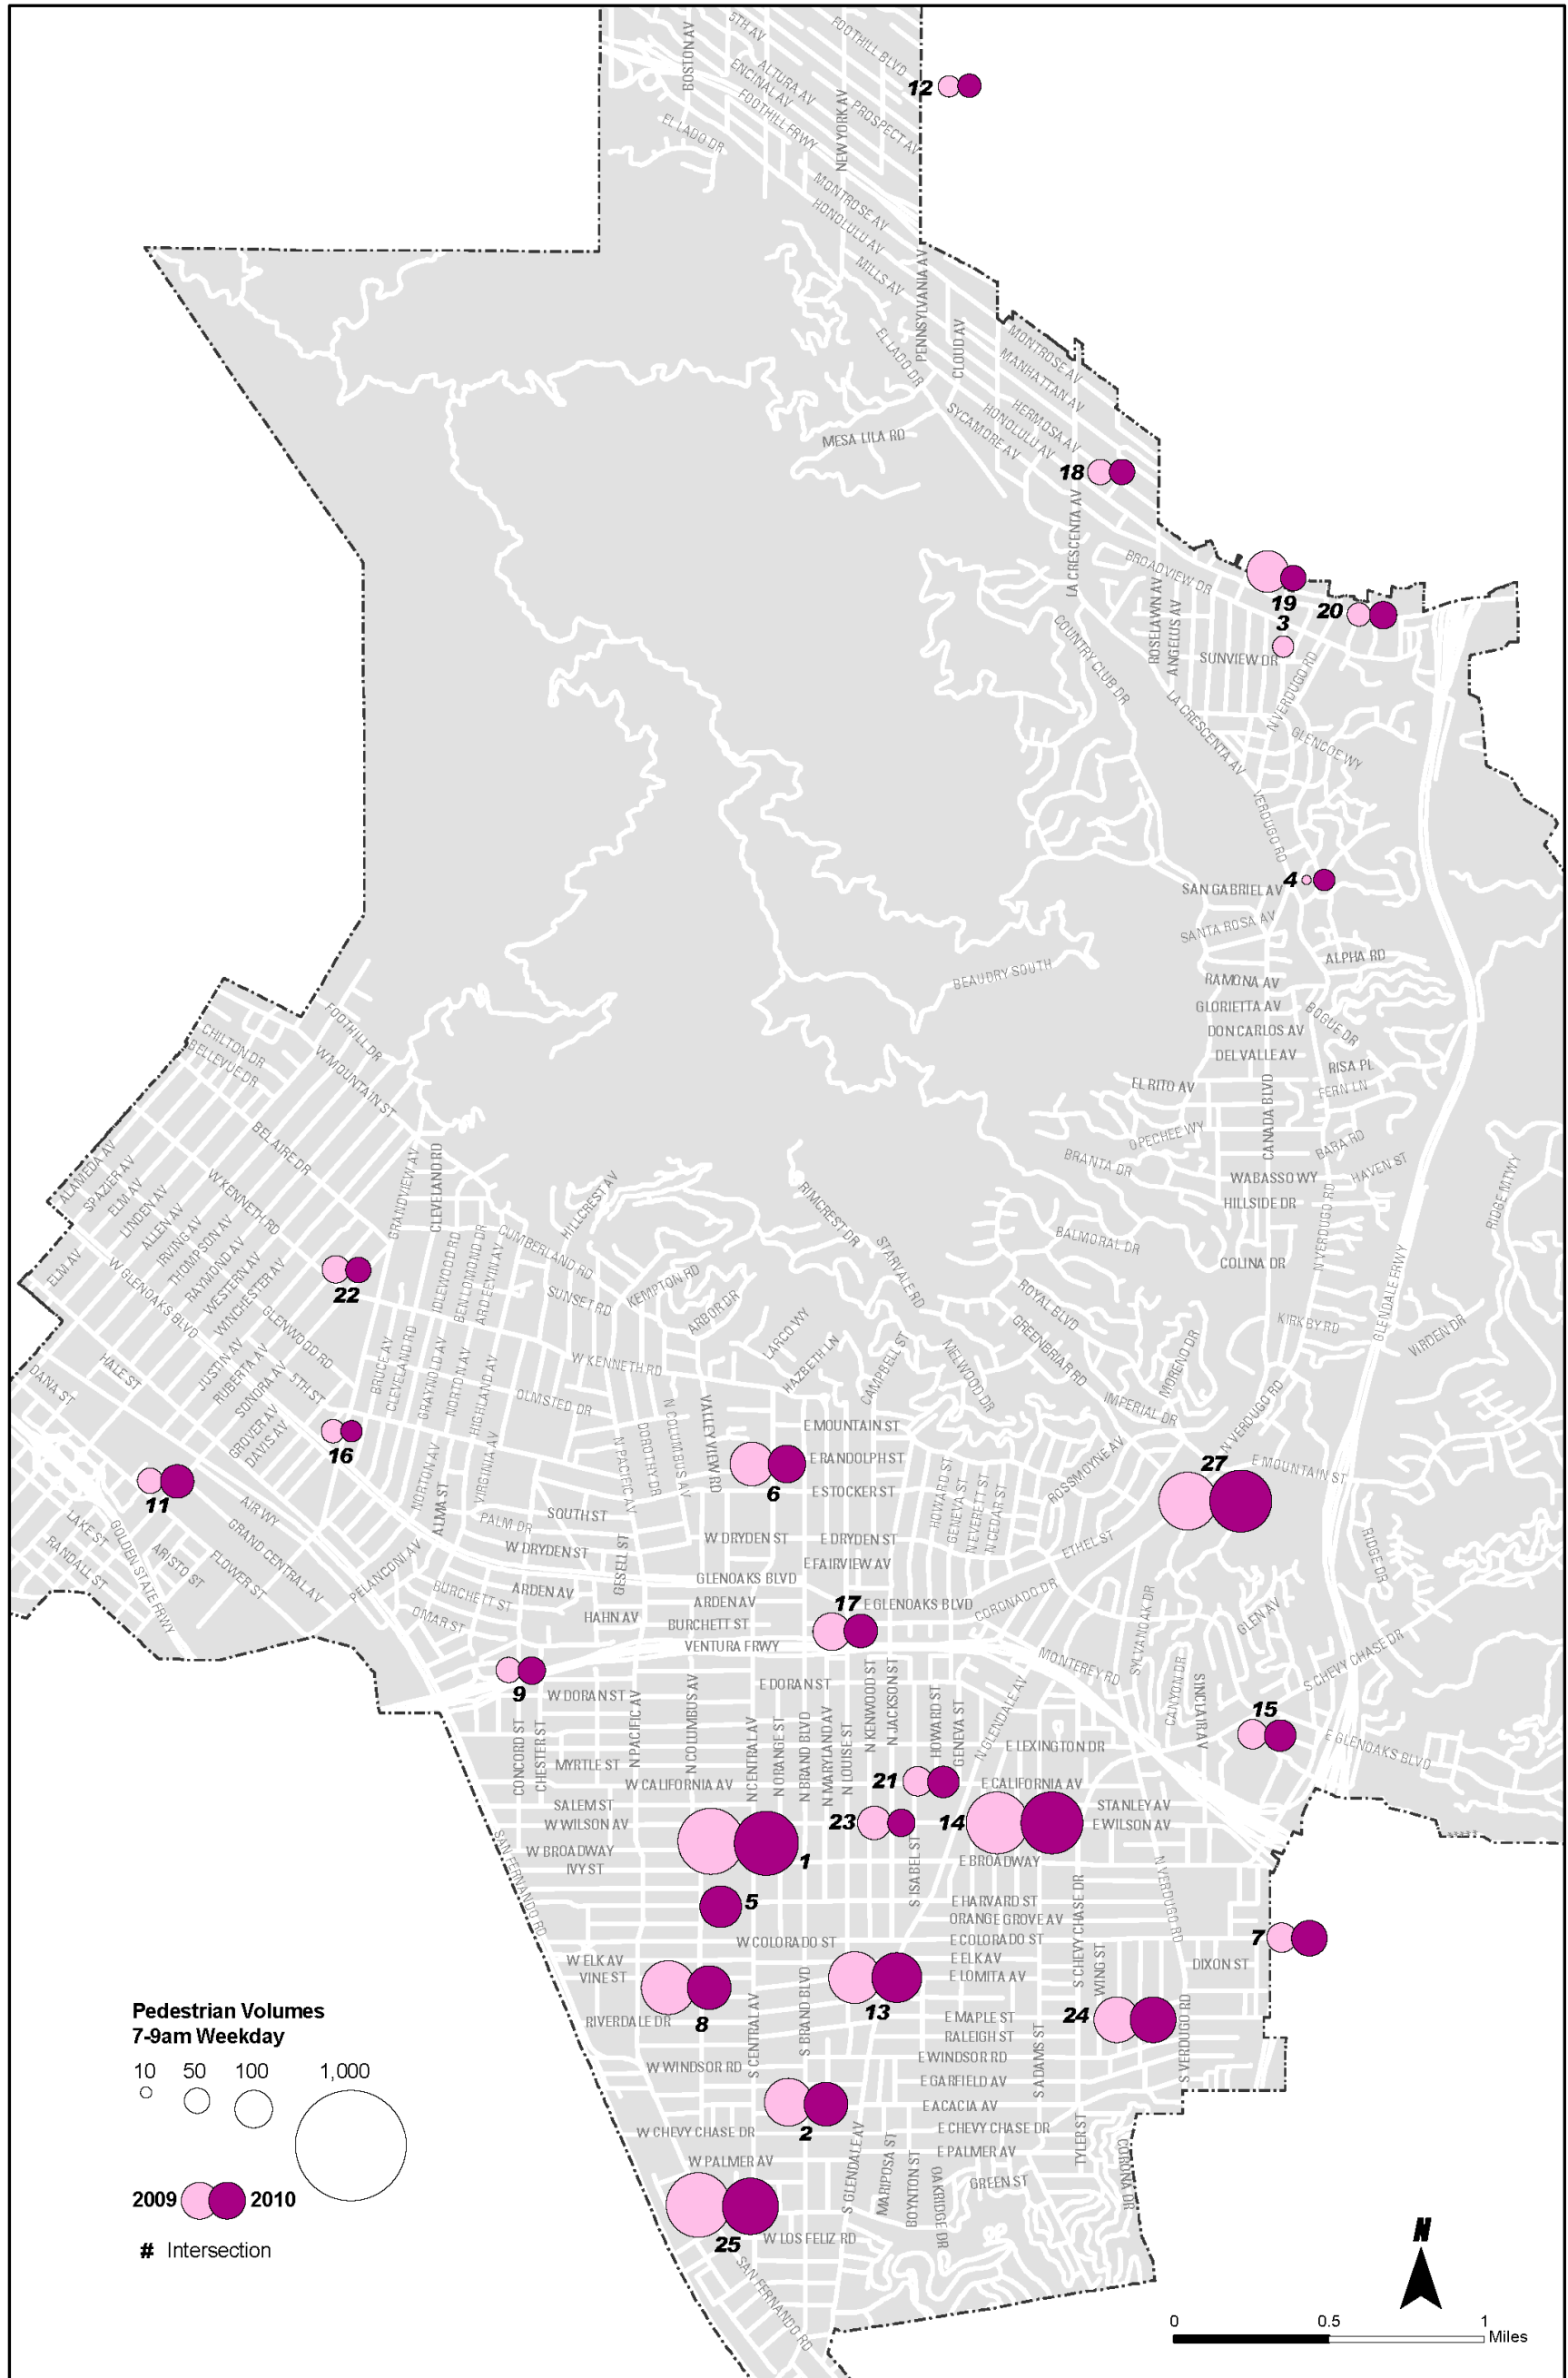 BOSTON AV
5TH AV
ALTURA AV
ENCINAL AV
FOOTHILL FRWY
FOOTHILL BLVD
NEW YORK AV
PROSPECT AV
12
EL LADO DR
MONTROSE AV
HONOLULU AV
MILLS AV
PENNSYLVANIA AV
CLOUD AV
EL LADO DR
MONTROSE AV
MANHATTAN AV
HERMOSA AV
HONOLULU AV
SYCAMORE AV
MESA LILA RD
18
LA CRESCENTA AV
BROADVIEW DR
ROSELAWN AV
ANGELUS AV
19
3
20
SUNVIEW DR
COUNTRY CLUB DR
N VERDUGO RD
LA CRESCENTA AV
GLENCOE WY
VERDUGO RD
4
SAN GABRIEL AV
SANTA ROSA AV
ALPHA RD
BEAUDRY SOUTH
RAMONA AV
GLORIETTA AV
BOGUE DR
DON CARLOS AV
DEL VALLE AV
RISA PL
EL RITO AV
FERN LN
CANADA BLVD
OPECHEE WY
BARA RD
BRANTA DR
HAVEN ST
WABASSO WY
HILLSIDE DR
RIDGE MTWY
N VERDUGO RD
BALMORAL DR
COLINA DR
GLENDALE FRWY
KIRKBY RD
VIRDEN DR
FOOTHILL DR
CHILTON DR
BELLEVUE DR
W MOUNTAIN ST
BELAIRE DR
ALAMEDA AV
SPAZIER AV
ELM AV
LINDEN AV
ALLEN AV
IRVING AV
THOMPSON AV
RAYMOND AV
WESTERN AV
WINCHESTER AV
W KENNETH RD
GRANDVIEW AV
CLEVELAND RD
HILLCREST AV
CUMBERLAND RD
RIMCREST DR
STARVALE RD
ELM AV
W GLENOAKS BLVD
22
GLENWOOD RD
IDLEWOOD RD
BEN LOMOND DR
ARD EEVIN AV
SUNSET RD
KEMPTON RD
ARBOR DR
LARCO WY
HAZBETH LN
CAMPBELL ST
MELWOOD DR
ROYAL BLVD
GREENBRIAR RD
MORENO DR
IMPERIAL DR
N VERDUGO RD
DANA ST
HALE ST
JUSTIN AV
RUBERTA AV
SONORA AV
5TH ST
GROVER AV
DAVIS AV
BRUCE AV
CLEVELAND RD
GRAYNOLD AV
NORTON AV
HIGHLAND AV
W KENNETH RD
OLMSTED DR
N PACIFIC AV
DOROTHY DR
N COLUMBUS AV
VALLEY VIEW RD
E MOUNTAIN ST
E RANDOLPH ST
E STOCKER ST
6
16
11
27
E MOUNTAIN ST
HOWARD ST
GENEVA ST
N EVERETT ST
N CEDAR ST
ROSSMOYNE AV
ETHEL ST
AIR WY
NORTON AV
ALMA ST
VIRGINIA AV
PALM DR
SOUTH ST
W DRYDEN ST
W DRYDEN ST
E DRYDEN ST
E FAIRVIEW AV
GESELL ST
GLENOAKS BLVD
LAKE ST
RANDALL ST
GOLDEN STATE FRWY
ARISTO ST
FLOWER ST
GRAND CENTRAL AV
PELANCONI AV
BURCHETT ST
ARDEN AV
OMAR ST
HAHN AV
ARDEN AV
BURCHETT ST
VENTURA FRWY
17
E GLENOAKS BLVD
CORONADO DR
SYLVANOAK DR
GLEN AV
RIDGE DR
S CHEVY CHASE DR
MONTEREY RD
CANYON DR
SINCLAIR AV
15
E GLENOAKS BLVD
9
W DORAN ST
E DORAN ST
N PACIFIC AV
N COLUMBUS AV
N CENTRAL AV
N ORANGE ST
N BRAND BLVD
N MARYLAND AV
N LOUISE ST
N KENWOOD ST
N JACKSON ST
HOWARD ST
GENEVA ST
N GLENDALE AV
E LEXINGTON DR
CONCORD ST
CHESTER ST
MYRTLE ST
W CALIFORNIA AV
21
E CALIFORNIA AV
SALEM ST
W WILSON AV
23
14
STANLEY AV
E WILSON AV
SAN FERNANDO RD
W BROADWAY
IVY ST
1
S ISABEL ST
E BROADWAY
5
E HARVARD ST
ORANGE GROVE AV
S CHEVY CHASE DR
N VERDUGO RD
W COLORADO ST
E COLORADO ST
7
W ELK AV
VINE ST
E ELK AV
E LOMITA AV
WING ST
DIXON ST
8
13
24
S BRAND BLVD
RIVERDALE DR
S CENTRAL AV
E MAPLE ST
RALEIGH ST
S ADAMS ST
S VERDUGO RD
W WINDSOR RD
E WINDSOR RD
E GARFIELD AV
E ACACIA AV
2
W CHEVY CHASE DR
E CHEVY CHASE DR
W PALMER AV
E PALMER AV
S GLENDALE AV
MARIPOSA ST
BOYNTON ST
OAKRIDGE DR
GREEN ST
TYLER ST
CORONA DR
25
W LOS FELIZ RD
SAN FERNANDO RD
Pedestrian Volumes
7-9am Weekday
10 50 100 1,000
2009 2010
# Intersection
N
0 0.5 1
Miles